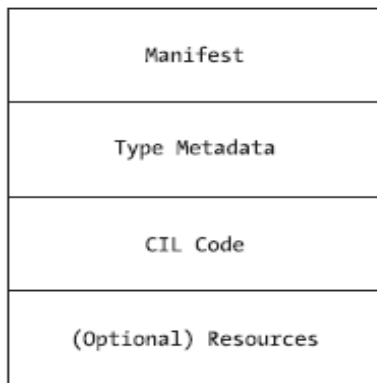 Manifest
Type Metadata
CIL Code
(Optional) Resources